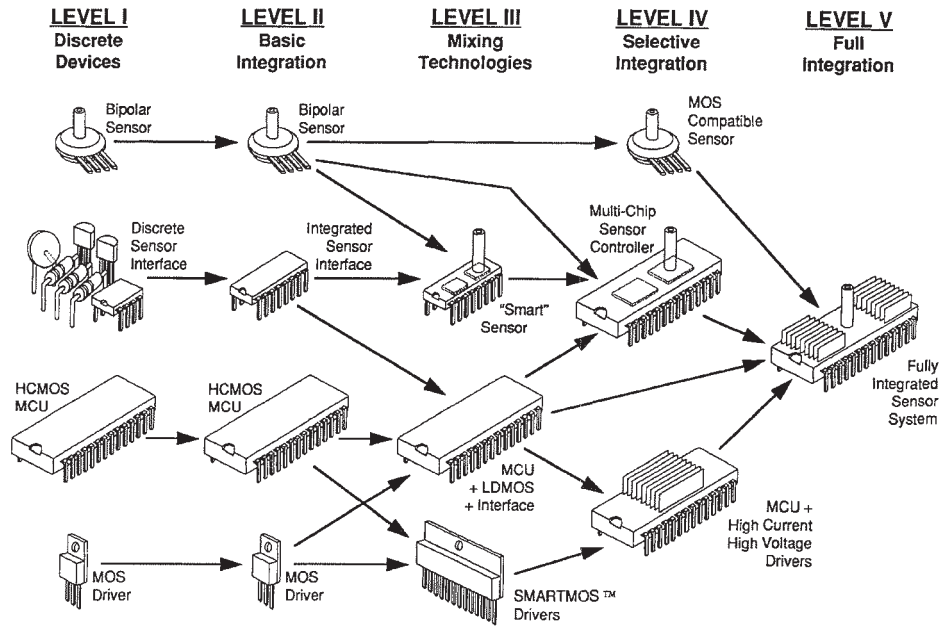 LEVEL I
Discrete
Devices
LEVEL II
Basic
Integration
LEVEL III
Mixing
Technologies
LEVEL IV
Selective
Integration
LEVEL V
Full
Integration
Bipolar
Sensor
Bipolar
Sensor
MOS
Compatible
Sensor
Discrete
Sensor
Interface
Integrated
Sensor
Interface
"Smart"
Sensor
Multi-Chip
Sensor
Controller
Fully
Integrated
Sensor
System
HCMOS
MCU
HCMOS
MCU
MCU
+ LDMOS
+ Interface
MCU +
High Current
High Voltage
Drivers
MOS
Driver
MOS
Driver
SMARTMOS ™
Drivers